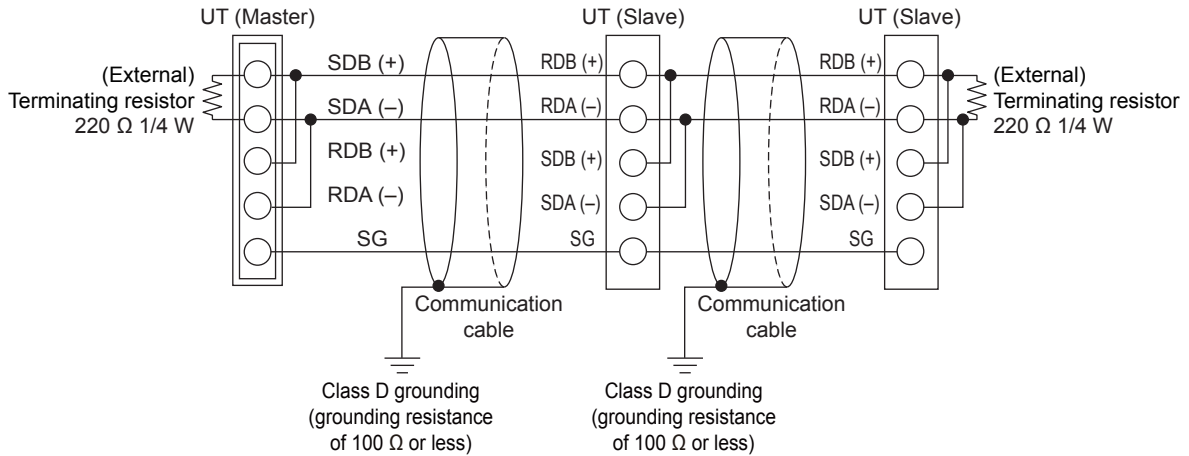 UT (Master)
UT (Slave)
UT (Slave)
(External)
Terminating resistor
220 Ω 1/4 W
SDB (+)
SDA (–)
RDB (+)
RDA (–)
SG
RDB (+)
RDA (–)
SDB (+)
SDA (–)
SG
RDB (+)
RDA (–)
SDB (+)
SDA (–)
SG
(External)
Terminating resistor
220 Ω 1/4 W
Communication
cable
Communication
cable
Class D grounding
(grounding resistance
of 100 Ω or less)
Class D grounding
(grounding resistance
of 100 Ω or less)